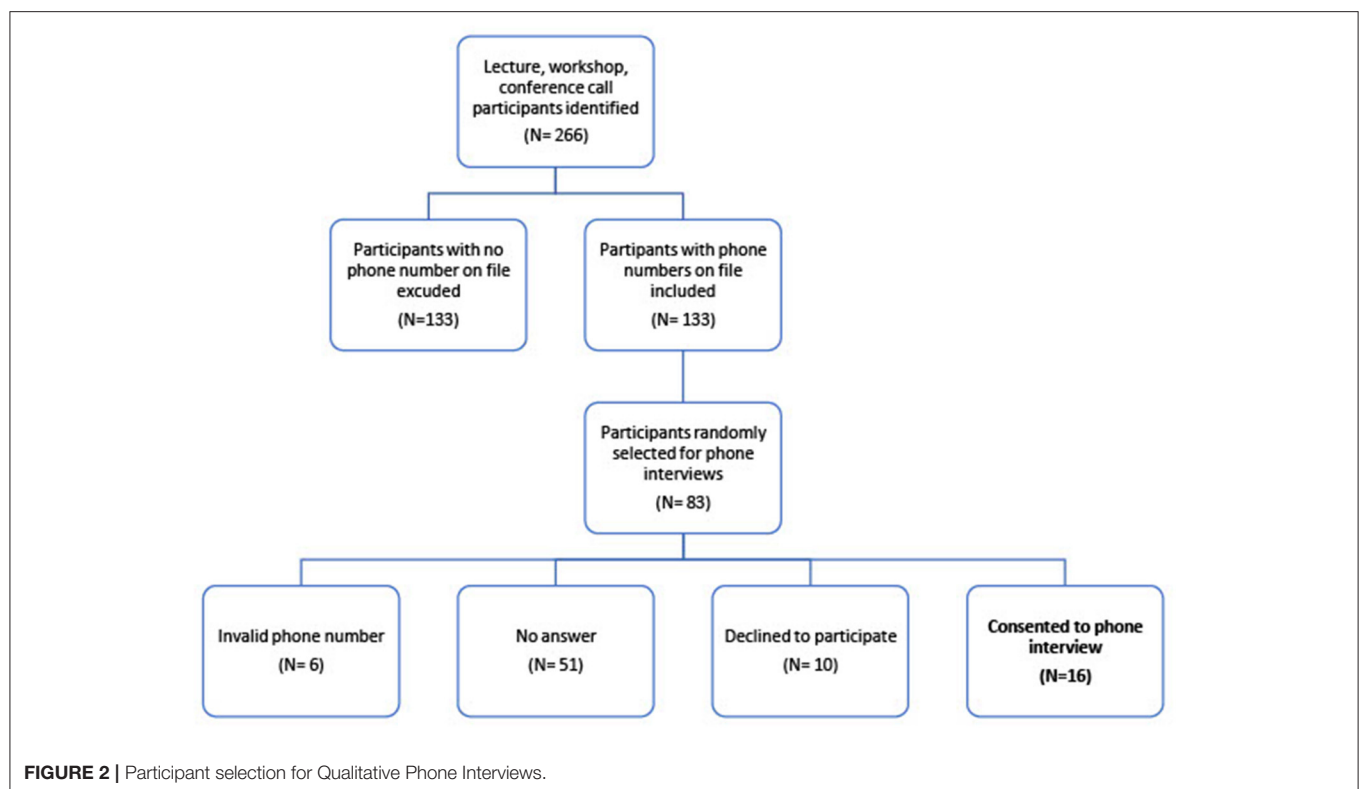 Lecture, workshop,
conference call
participants identified
(N= 266)
Participants with no
phone number on file
excuded
(N=133)
Partipants with phone
numbers on file
included
(N= 133)
Participants randomly
selected for phone
interviews
(N= 83)
Invalid phone number
(N= 6)
No answer
(N= 51)
Declined to participate
(N= 10)
Consented to phone
interview
(N=16)
FIGURE 2 | Participant selection for Qualitative Phone Interviews.